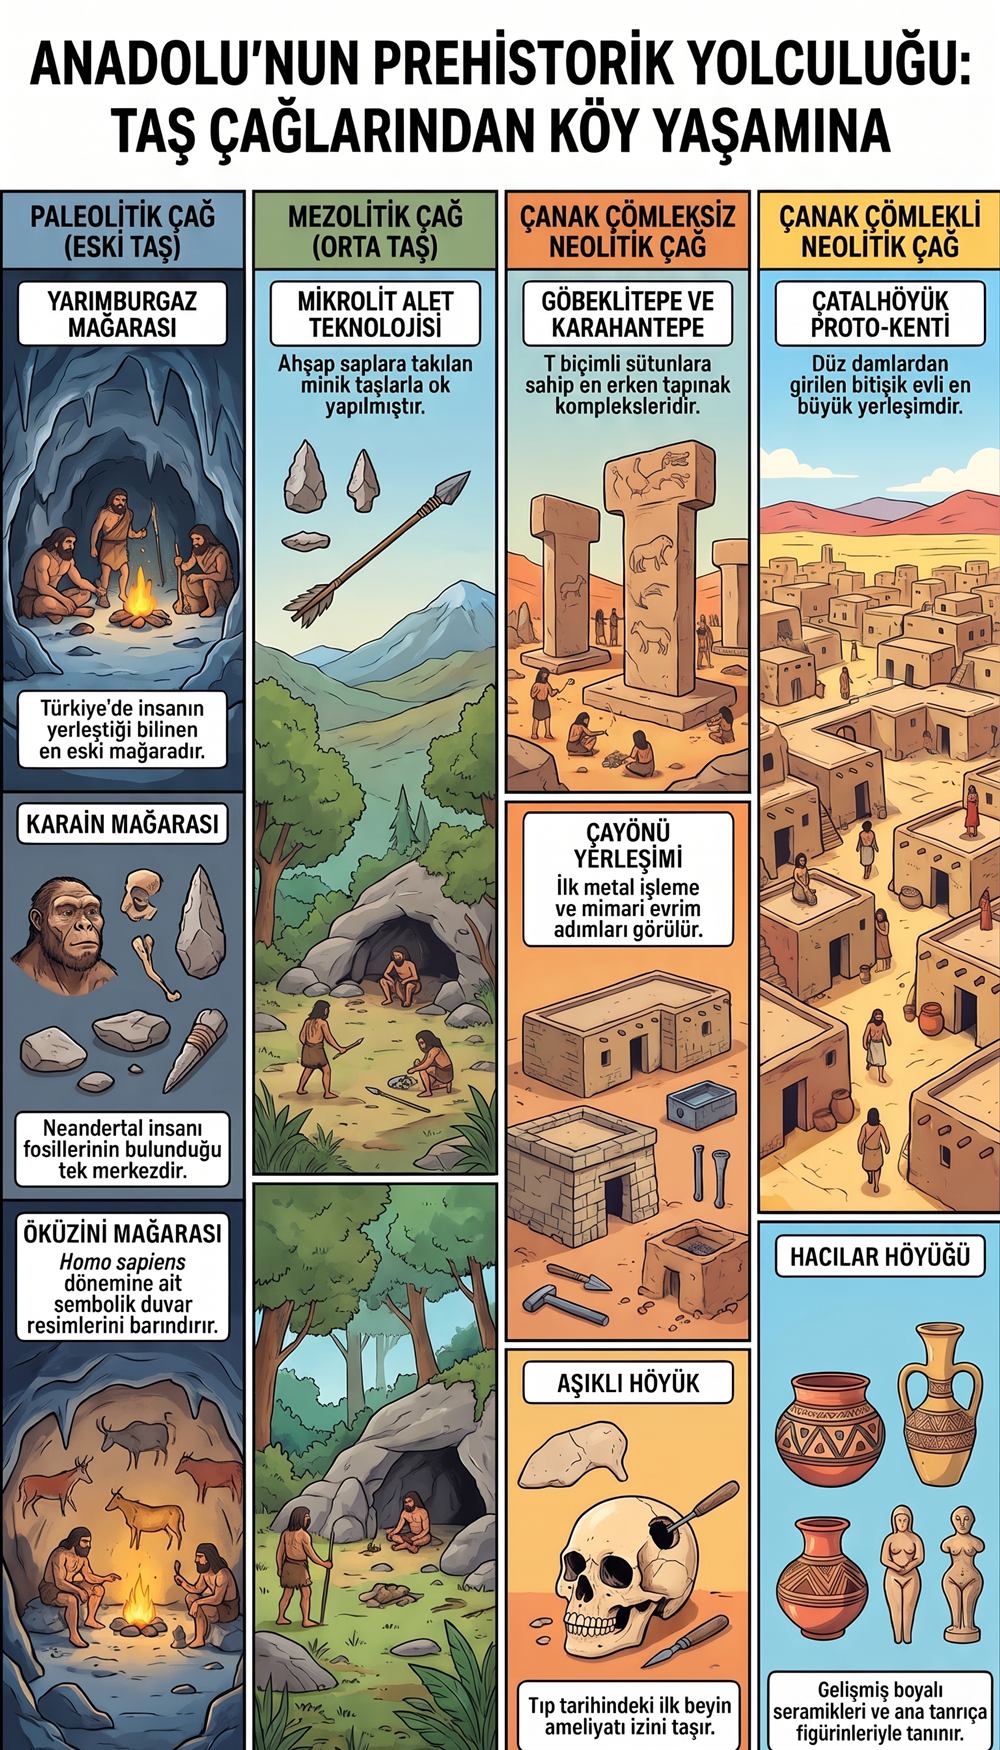 ANADOLU'NUN PREHİSTORİK YOLCULUĞU:
TAŞ ÇAĞLARINDAN KÖY YAŞAMINA
PALEOLİTİK ÇAĞ
(ESKİ TAŞ)
YARIMBURGAZ
MAĞARASI
Türkiye'de insanın
yerleştiği bilinen
en eski mağaradır.
KARAİN MAĞARASI
Neandertal insanı
fosillerinin bulunduğu
tek merkezdir.
ÖKÜZİNİ MAĞARASI
Homo sapiens
dönemine ait
sembolik duvar
resimlerini barındırır.
MEZOLİTİK ÇAĞ
(ORTA TAŞ)
MİKROLİT ALET
TEKNOLOJİSİ
Ahşap saplara takılan
minik taşlarla ok
yapılmıştır.
ÇANAK ÇÖMLEKSİZ
NEOLİTİK ÇAĞ
GÖBEKLİTEPE VE
KARAHANTEPE
T biçimli sütunlara
sahip en erken tapınak
kompleksleridir.
ÇAYÖNÜ
YERLEŞİMİ
İlk metal işleme
ve mimari evrim
adımları görülür.
AŞIKLI HÖYÜK
Tıp tarihindeki ilk beyin
ameliyatı izini taşır.
ÇANAK ÇÖMLEKLİ
NEOLİTİK ÇAĞ
ÇATALHÖYÜK
PROTO-KENTİ
Düz damlardan
girilen bitişik evli en
büyük yerleşimdir.
HACILAR HÖYÜĞÜ
Gelişmiş boyalı
seramikleri ve ana tanrıça
figürinleriyle tanınır.